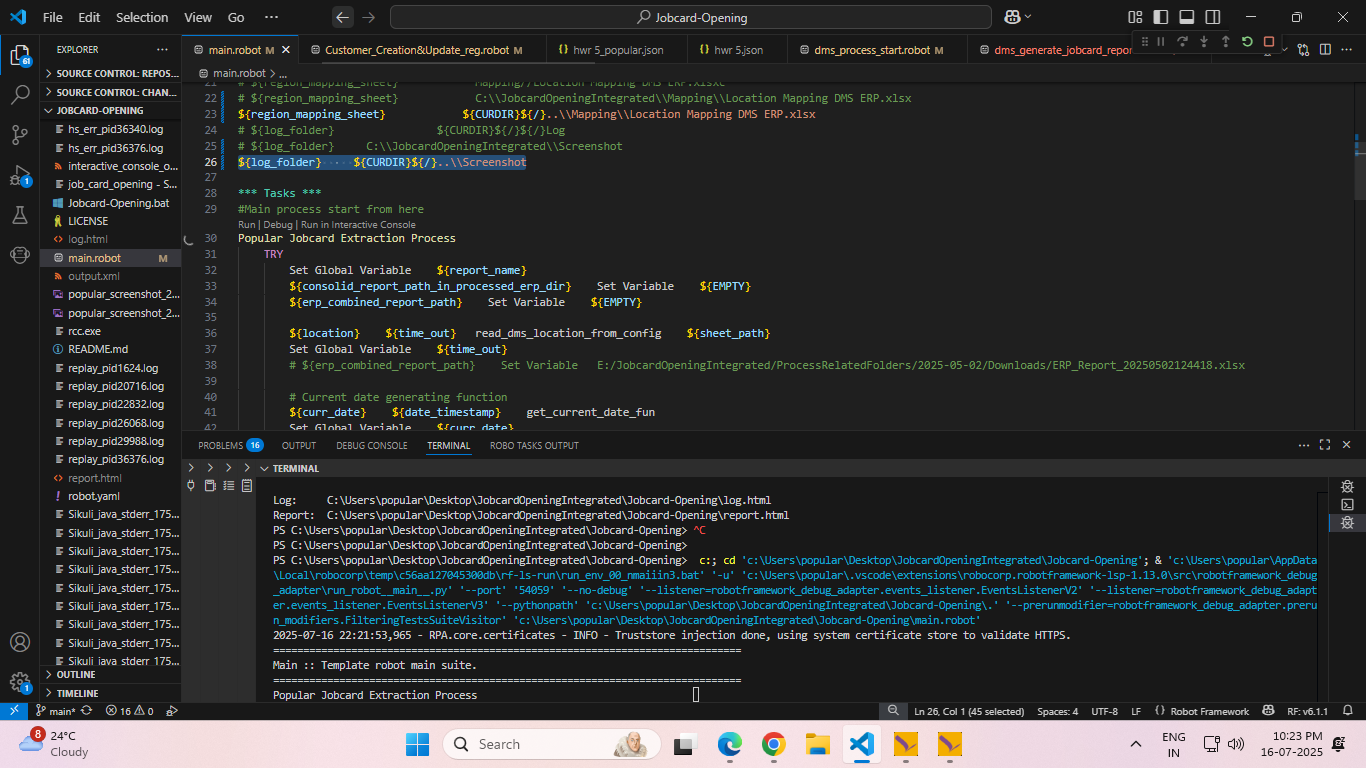 File Edit Selection View Go ··· Jobcard-Opening
EXPLORER ···
SOURCE CONTROL: REPOS...
SOURCE CONTROL: CHAN...
JOBCARD-OPENING
hs_err_pid36340.log
hs_err_pid36376.log
interactive_console_o...
job_card_opening - S...
Jobcard-Opening.bat
LICENSE
log.html
main.robot M
output.xml
popular_screenshot_2...
popular_screenshot_2...
rcc.exe
README.md
replay_pid1624.log
replay_pid20716.log
replay_pid22832.log
replay_pid26068.log
replay_pid29988.log
replay_pid36376.log
report.html
robot.yaml
Sikuli_java_stderr_175...
Sikuli_java_stderr_175...
Sikuli_java_stderr_175...
Sikuli_java_stderr_175...
Sikuli_java_stderr_175...
Sikuli_java_stderr_175...
Sikuli_java_stderr_175...
Sikuli_java_stderr_175...
Sikuli java stderr 175...
OUTLINE
TIMELINE
61
1
1
main.robot M Customer_Creation&Update_reg.robot M hwr 5_popular.json hwr 5.json dms_process_start.robot M dms_generate_jobcard_repor
main.robot > ...
21 # ${region_mapping_sheet} Mapping//Location Mapping DMS ERP.xlsx
22 # ${region_mapping_sheet} C:\\JobcardOpeningIntegrated\\Mapping\\Location Mapping DMS ERP.xlsx
23 ${region_mapping_sheet} ${CURDIR}${/}..\\Mapping\\Location Mapping DMS ERP.xlsx
24 # ${log_folder} ${CURDIR}${/}${/}Log
25 # ${log_folder} C:\\JobcardOpeningIntegrated\\Screenshot
26 ${log_folder}·····${CURDIR}${/}..\\Screenshot
27
28 *** Tasks ***
29 #Main process start from here
Run | Debug | Run in Interactive Console
30 Popular Jobcard Extraction Process
31 TRY
32 Set Global Variable ${report_name}
33 ${consolid_report_path_in_processed_erp_dir} Set Variable ${EMPTY}
34 ${erp_combined_report_path} Set Variable ${EMPTY}
35
36 ${location} ${time_out} read_dms_location_from_config ${sheet_path}
37 Set Global Variable ${time_out}
38 # ${erp_combined_report_path} Set Variable E:/JobcardOpeningIntegrated/ProcessRelatedFolders/2025-05-02/Downloads/ERP_Report_20250502124418.xlsx
39
40 # Current date generating function
41 ${curr_date} ${date_timestamp} get_current_date_fun
42 Set Global Variable ${curr_date}
PROBLEMS 16 OUTPUT DEBUG CONSOLE TERMINAL ROBO TASKS OUTPUT
TERMINAL
Log: C:\Users\popular\Desktop\JobcardOpeningIntegrated\Jobcard-Opening\log.html
Report: C:\Users\popular\Desktop\JobcardOpeningIntegrated\Jobcard-Opening\report.html
PS C:\Users\popular\Desktop\JobcardOpeningIntegrated\Jobcard-Opening> ^C
PS C:\Users\popular\Desktop\JobcardOpeningIntegrated\Jobcard-Opening>
PS C:\Users\popular\Desktop\JobcardOpeningIntegrated\Jobcard-Opening> c:; cd 'c:\Users\popular\Desktop\JobcardOpeningIntegrated\Jobcard-Opening'; & 'c:\Users\popular\AppData
\Local\robocorp\temp\c56aa127045300db\rf-ls-run\run_env_00_nmaiiin3.bat' '-u' 'c:\Users\popular\.vscode\extensions\robocorp.robotframework-lsp-1.13.0\src\robotframework_debug
_adapter\run_robot__main__.py' '--port' '54059' '--no-debug' '--listener=robotframework_debug_adapter.events_listener.EventsListenerV2' '--listener=robotframework_debug_adapt
er.events_listener.EventsListenerV3' '--pythonpath' 'c:\Users\popular\Desktop\JobcardOpeningIntegrated\Jobcard-Opening\.' '--prerunmodifier=robotframework_debug_adapter.preru
n_modifiers.FilteringTestsSuiteVisitor' 'c:\Users\popular\Desktop\JobcardOpeningIntegrated\Jobcard-Opening\main.robot'
2025-07-16 22:21:53,965 - RPA.core.certificates - INFO - Truststore injection done, using system certificate store to validate HTTPS.
==============================================================================
Main :: Template robot main suite.
==============================================================================
Popular Jobcard Extraction Process
main* 16 0 Ln 26, Col 1 (45 selected) Spaces: 4 UTF-8 LF Robot Framework RF: v6.1.1
8 24°C
Cloudy
Search
ENG
IN
10:23 PM
16-07-2025